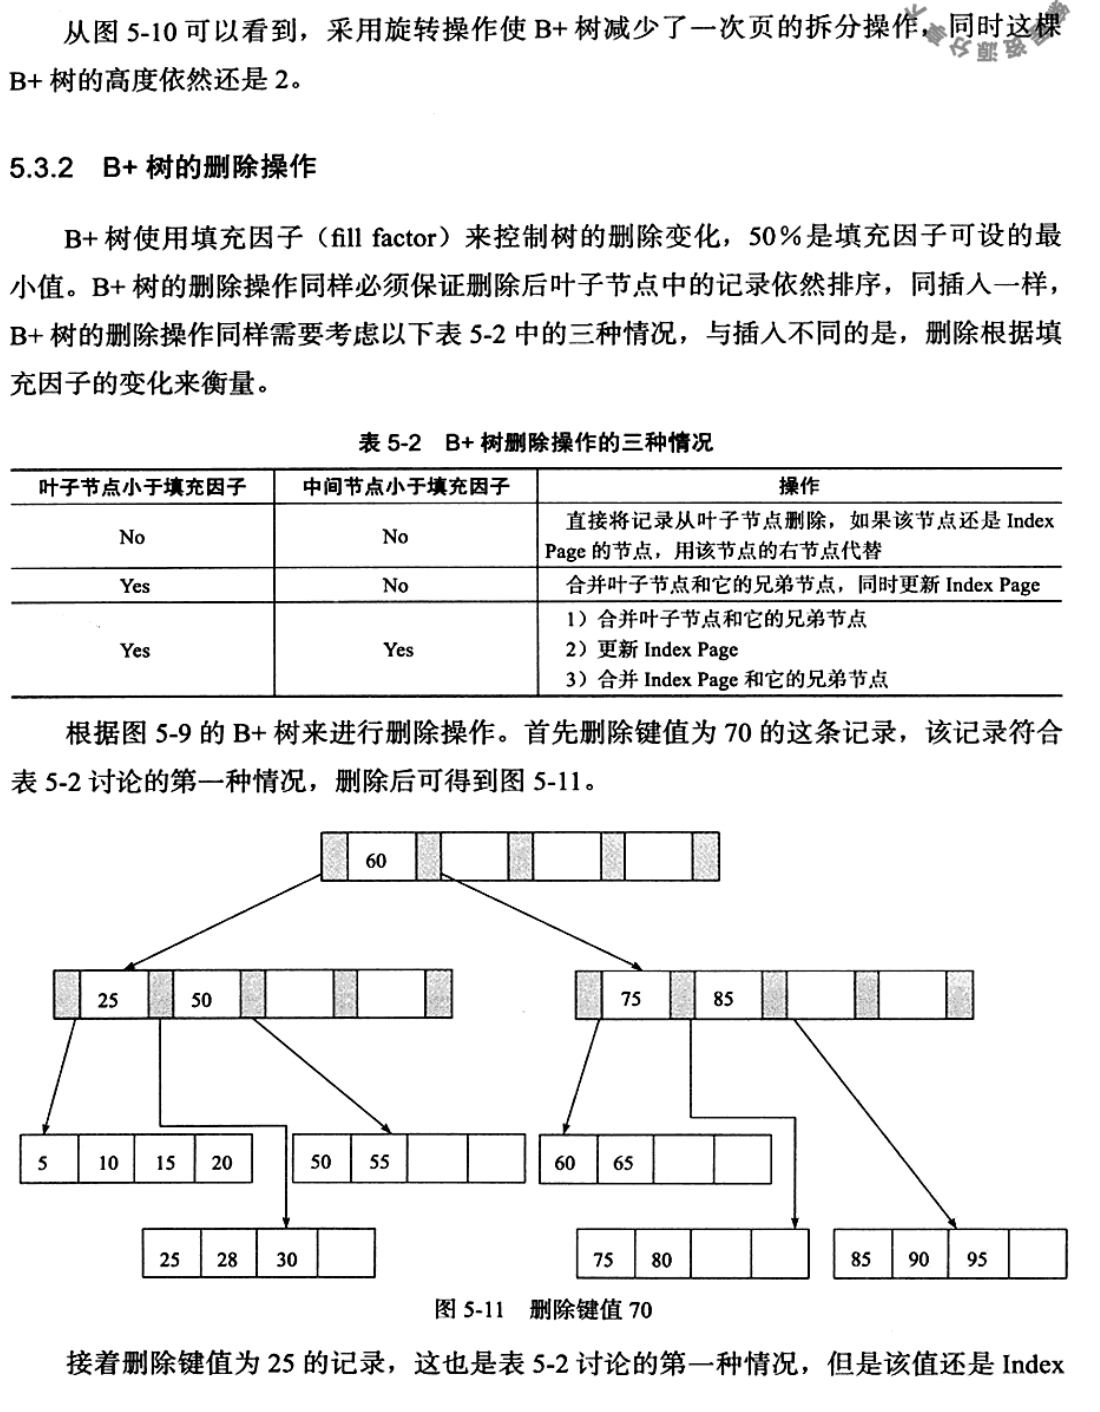 从图 5-10 可以看到，采用旋转操作使 B+ 树减少了一次页的拆分操作，同时这棵
B+ 树的高度依然还是 2。
5.3.2 B+ 树的删除操作
B+ 树使用填充因子（fill factor）来控制树的删除变化，50%是填充因子可设的最
小值。B+ 树的删除操作同样必须保证删除后叶子节点中的记录依然排序，同插入一样，
B+ 树的删除操作同样需要考虑以下表 5-2 中的三种情况，与插入不同的是，删除根据填
充因子的变化来衡量。
表 5-2 B+ 树删除操作的三种情况
叶子节点小于填充因子 中间节点小于填充因子 操作
No No 直接将记录从叶子节点删除，如果该节点还是 Index
Page 的节点，用该节点的右节点代替
Yes No 合并叶子节点和它的兄弟节点，同时更新 Index Page
1）合并叶子节点和它的兄弟节点
Yes Yes 2）更新 Index Page
3）合并 Index Page 和它的兄弟节点
根据图 5-9 的 B+ 树来进行删除操作。首先删除键值为 70 的这条记录，该记录符合
表 5-2 讨论的第一种情况，删除后可得到图 5-11。
60
25 50 75 85
5 10 15 20 50 55 60 65
25 28 30 75 80 85 90 95
图 5-11 删除键值 70
接着删除键值为 25 的记录，这也是表 5-2 讨论的第一种情况，但是该值还是 Index